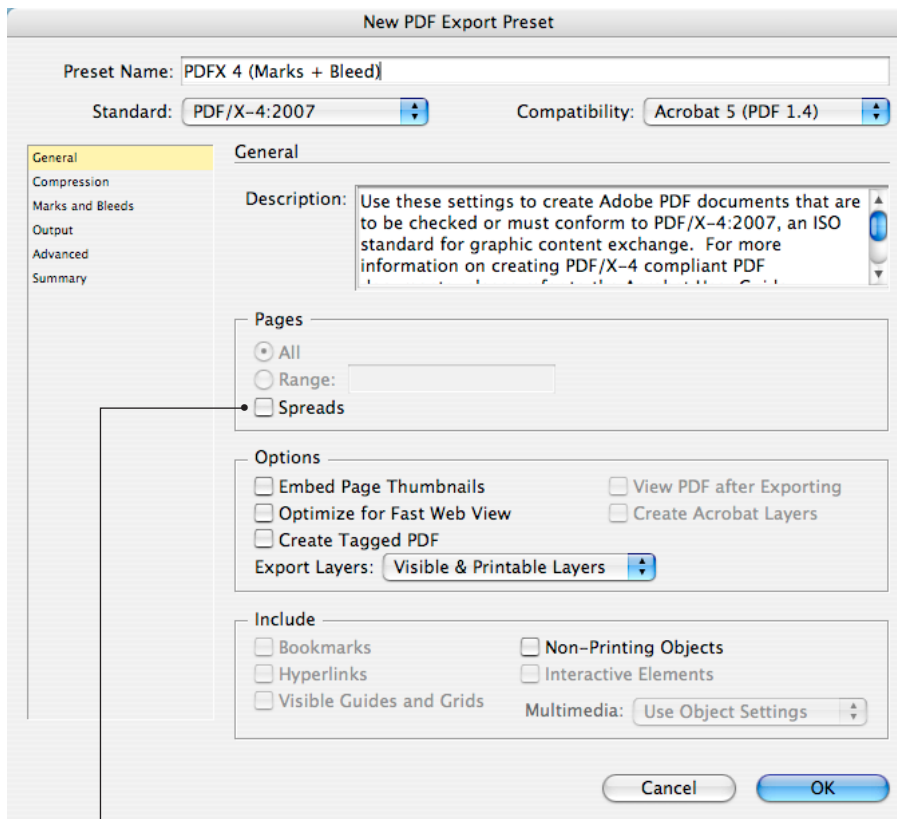 New PDF Export Preset
Preset Name: PDFX 4 (Marks + Bleed)
Standard: PDF/X-4:2007 Compatibility: Acrobat 5 (PDF 1.4)
General
Compression
Marks and Bleeds
Output
Advanced
Summary
General
Description: Use these settings to create Adobe PDF documents that are
to be checked or must conform to PDF/X-4:2007, an ISO
standard for graphic content exchange. For more
information on creating PDF/X-4 compliant PDF
Pages
All
Range:
Spreads
Options
Embed Page Thumbnails View PDF after Exporting
Optimize for Fast Web View Create Acrobat Layers
Create Tagged PDF
Export Layers: Visible & Printable Layers
Include
Bookmarks Non-Printing Objects
Hyperlinks Interactive Elements
Visible Guides and Grids Multimedia: Use Object Settings
Cancel OK